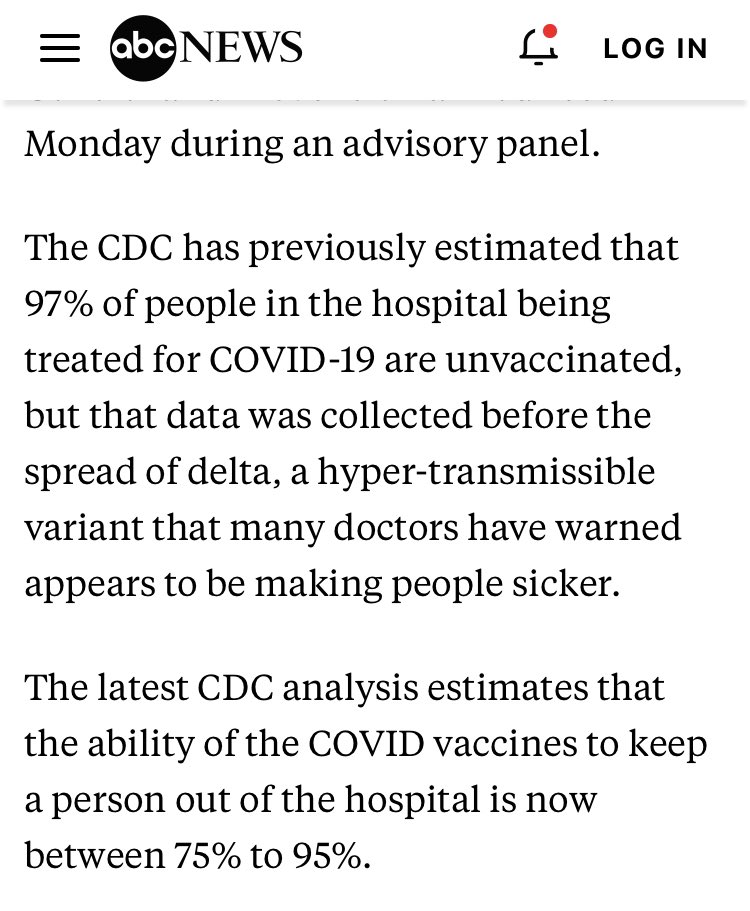 abcNEWS
LOG IN
Monday during an advisory panel.
The CDC has previously estimated that
97% of people in the hospital being
treated for COVID-19 are unvaccinated,
but that data was collected before the
spread of delta, a hyper-transmissible
variant that many doctors have warned
appears to be making people sicker.
The latest CDC analysis estimates that
the ability of the COVID vaccines to keep
a person out of the hospital is now
between 75% to 95%.